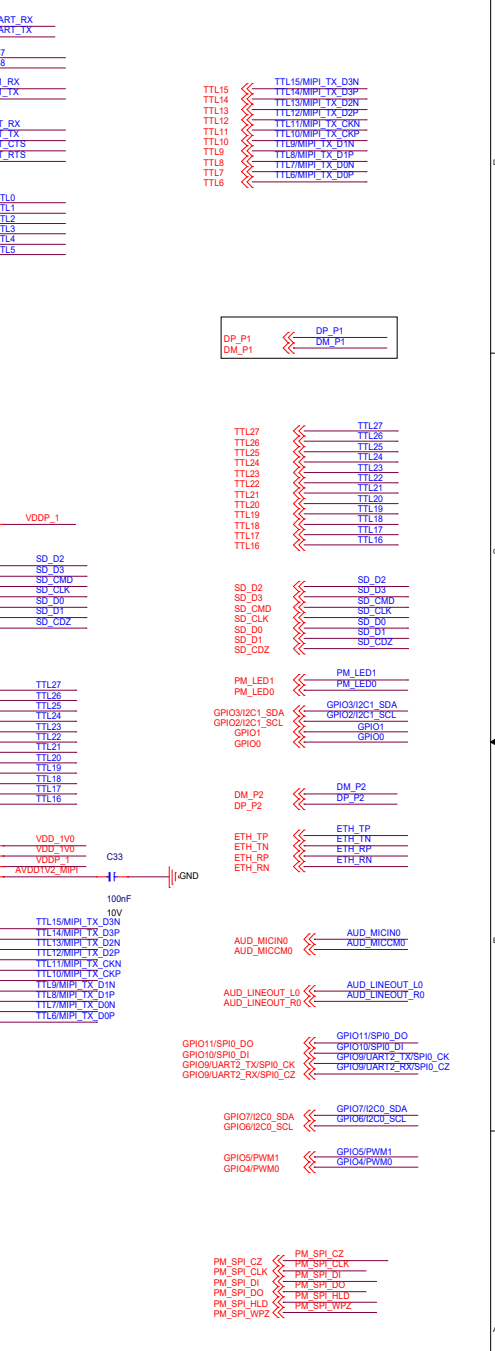 ART_RX
ART_TX
7
8
_RX
_TX
T_RX
T_TX
T_CTS
T_RTS
TL0
TL1
TL2
TL3
TL4
TL5
TTL15 TTL15/MIPI_TX_D3N
TTL14 TTL14/MIPI_TX_D3P
TTL13 TTL13/MIPI_TX_D2N
TTL12 TTL12/MIPI_TX_D2P
TTL11 TTL11/MIPI_TX_CKN
TTL10 TTL10/MIPI_TX_CKP
TTL9 TTL9/MIPI_TX_D1N
TTL8 TTL8/MIPI_TX_D1P
TTL7 TTL7/MIPI_TX_D0N
TTL6 TTL6/MIPI_TX_D0P
DP_P1 DP_P1
DM_P1 DM_P1
TTL27 TTL27
TTL26 TTL26
TTL25 TTL25
TTL24 TTL24
TTL23 TTL23
TTL22 TTL22
TTL21 TTL21
TTL20 TTL20
TTL19 TTL19
TTL18 TTL18
TTL17 TTL17
TTL16 TTL16
VDDP_1
SD_D2
SD_D3
SD_CMD
SD_CLK
SD_D0
SD_D1
SD_CDZ
SD_D2 SD_D2
SD_D3 SD_D3
SD_CMD SD_CMD
SD_CLK SD_CLK
SD_D0 SD_D0
SD_D1 SD_D1
SD_CDZ SD_CDZ
PM_LED1 PM_LED1
PM_LED0 PM_LED0
GPIO3/I2C1_SDA GPIO3/I2C1_SDA
GPIO2/I2C1_SCL GPIO2/I2C1_SCL
GPIO1 GPIO1
GPIO0 GPIO0
TTL27
TTL26
TTL25
TTL24
TTL23
TTL22
TTL21
TTL20
TTL19
TTL18
TTL17
TTL16
DM_P2 DM_P2
DP_P2 DP_P2
ETH_TP ETH_TP
ETH_TN ETH_TN
ETH_RP ETH_RP
ETH_RN ETH_RN
VDD_1V0
VDD_1V0
VDDP_1
AVDD1V2_MIPI
C33
GND
100nF
10V
TTL15/MIPI_TX_D3N
TTL14/MIPI_TX_D3P
TTL13/MIPI_TX_D2N
TTL12/MIPI_TX_D2P
TTL11/MIPI_TX_CKN
TTL10/MIPI_TX_CKP
TTL9/MIPI_TX_D1N
TTL8/MIPI_TX_D1P
TTL7/MIPI_TX_D0N
TTL6/MIPI_TX_D0P
AUD_MICIN0 AUD_MICIN0
AUD_MICCM0 AUD_MICCM0
AUD_LINEOUT_L0 AUD_LINEOUT_L0
AUD_LINEOUT_R0 AUD_LINEOUT_R0
GPIO11/SPI0_DO GPIO11/SPI0_DO
GPIO10/SPI0_DI GPIO10/SPI0_DI
GPIO9/UART2_TX/SPI0_CK GPIO9/UART2_TX/SPI0_CK
GPIO9/UART2_RX/SPI0_CZ GPIO9/UART2_RX/SPI0_CZ
GPIO7/I2C0_SDA GPIO7/I2C0_SDA
GPIO6/I2C0_SCL GPIO6/I2C0_SCL
GPIO5/PWM1 GPIO5/PWM1
GPIO4/PWM0 GPIO4/PWM0
PM_SPI_CZ PM_SPI_CZ
PM_SPI_CLK PM_SPI_CLK
PM_SPI_DI PM_SPI_DI
PM_SPI_DO PM_SPI_DO
PM_SPI_HLD PM_SPI_HLD
PM_SPI_WPZ PM_SPI_WPZ